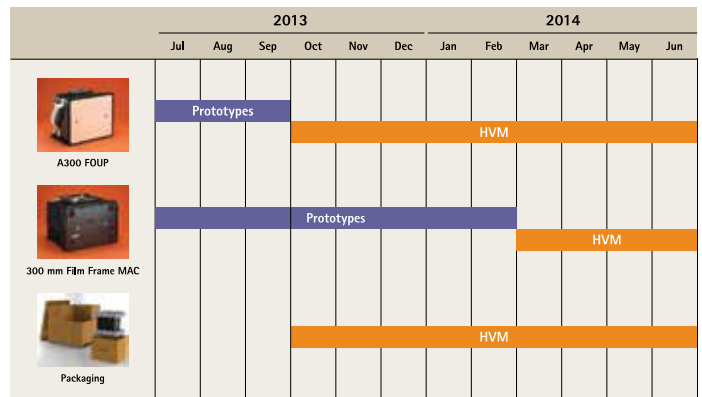 2013 2014
Jul Aug Sep Oct Nov Dec Jan Feb Mar Apr May Jun
Prototypes
HVM
A300 FOUP
Prototypes
HVM
300 mm Film Frame MAC
HVM
Packaging